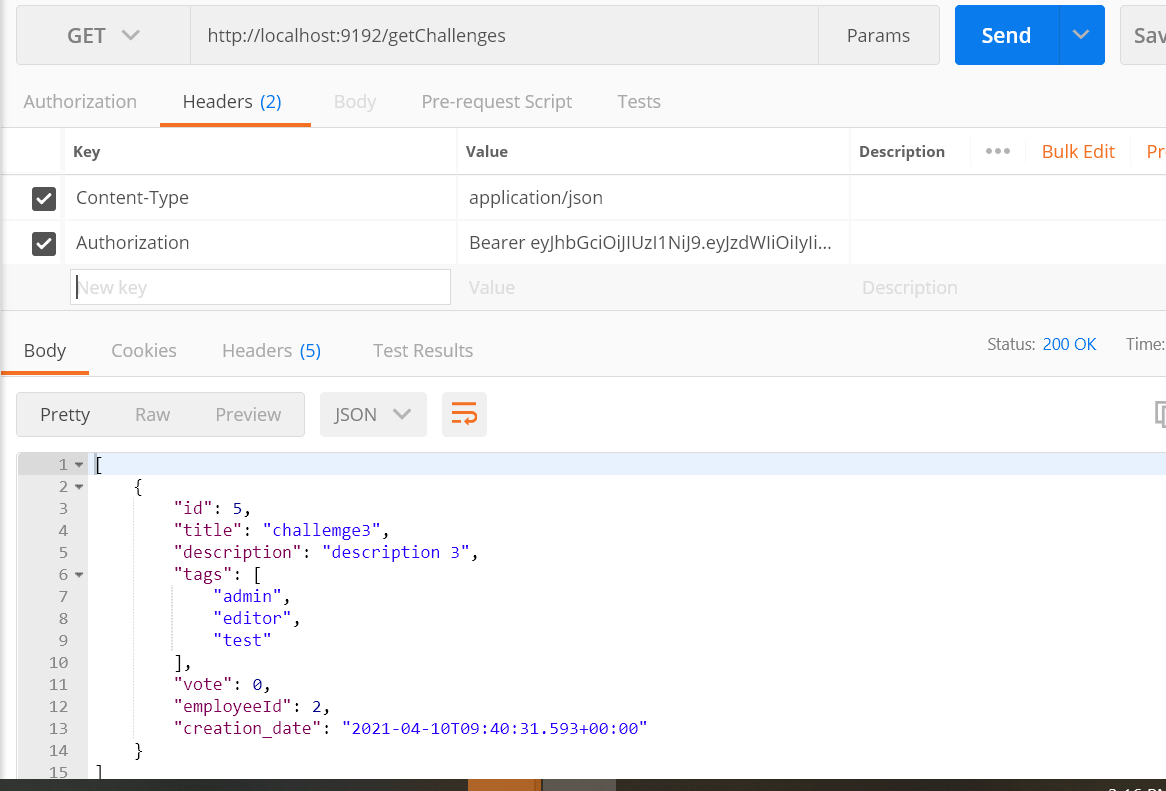 GET http://localhost:9192/getChallenges Params Send
Authorization Headers (2) Body Pre-request Script Tests
Key Value Description ••• Bulk Edit
Content-Type application/json
Authorization Bearer eyJhbGciOiJIUzI1NiJ9.eyJzdWIiOiIyIi...
New key Value Description
Body Cookies Headers (5) Test Results Status: 200 OK Time:
Pretty Raw Preview JSON
1 [
2 {
3 "id": 5,
4 "title": "challemge3",
5 "description": "description 3",
6 "tags": [
7 "admin",
8 "editor",
9 "test"
10 ],
11 "vote": 0,
12 "employeeId": 2,
13 "creation_date": "2021-04-10T09:40:31.593+00:00"
14 }
15 ]